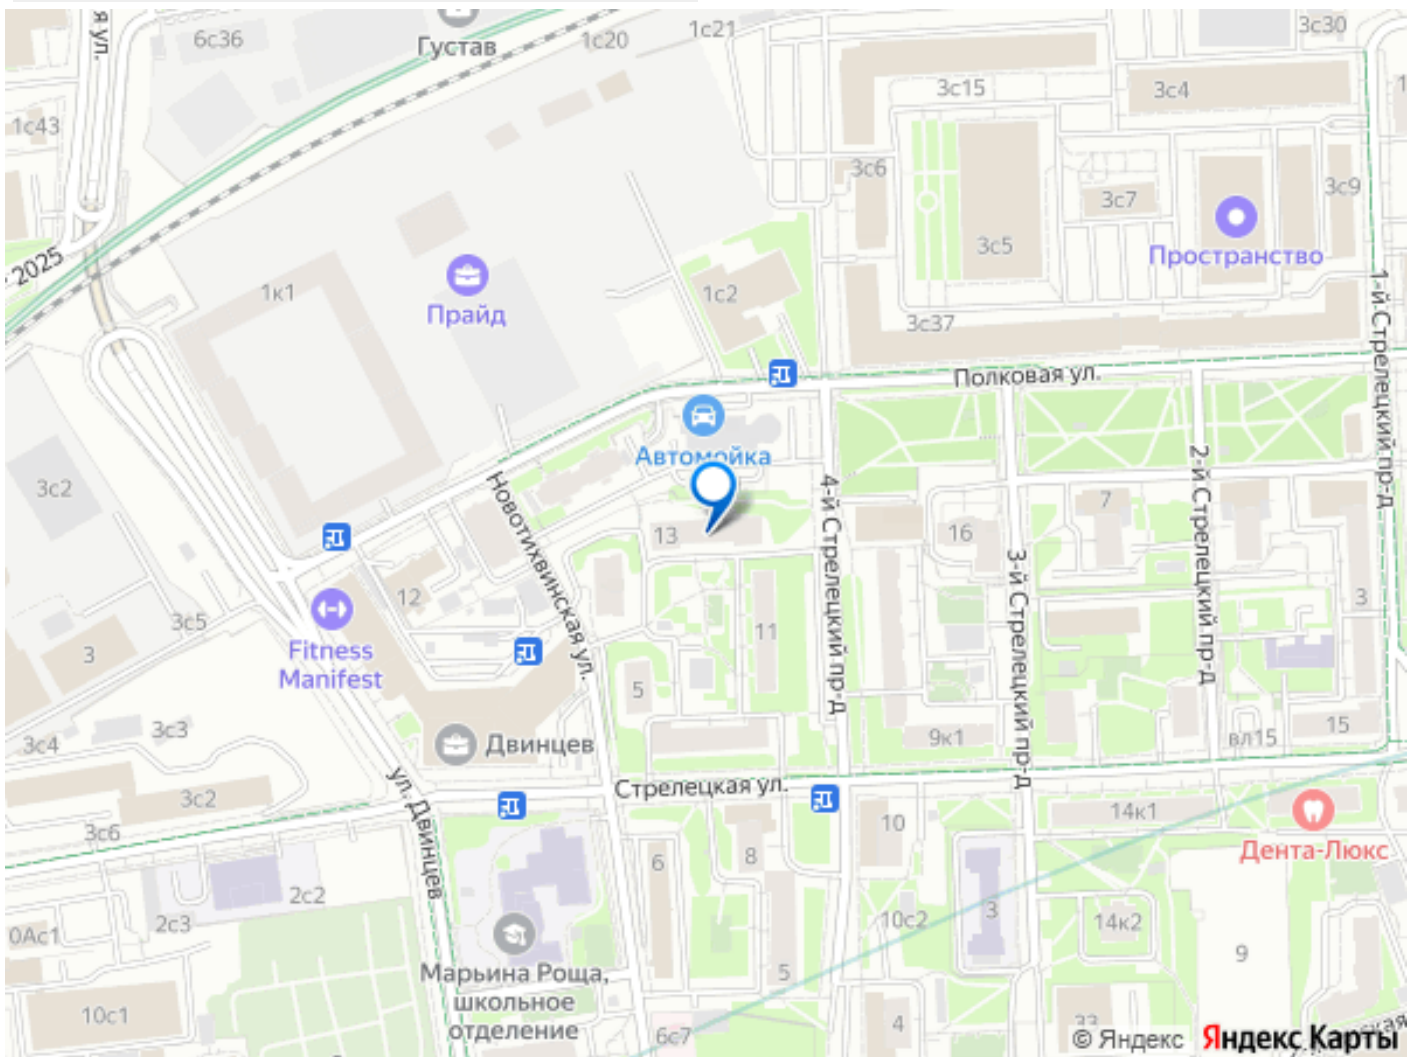 я ул.
6с36
Густав
1с20
1с21
3с30
3с15
3с4
1с43
3с6
3с7
3с9
3с5
Пространство
2025
1к1
Прайд
1с2
3с37
1-й Стрелецкий пр-д
Полковая ул.
Автомойка
3с2
Новотихвинская ул.
13
4-й Стрелецкий пр-д
16
3-й Стрелецкий пр-д
7
2-й Стрелецкий пр-д
12
3с5
3
Fitness
Manifest
11
3
5
3с4
3с3
Двинцев
9к1
вл15
15
3с2
ул. Двинцев
Стрелецкая ул.
14к1
3с6
10
Дента-Люкс
6
8
2с2
2с3
0Ас1
10с2
3
14к2
9
Марьина Роща,
школьное
отделение
5
10с1
6с7
4
33
© Яндекс Яндекс Карты